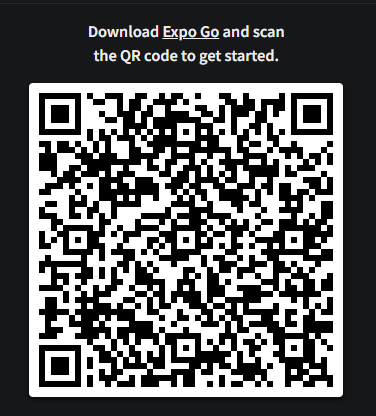 Download Expo Go and scan
the QR code to get started.